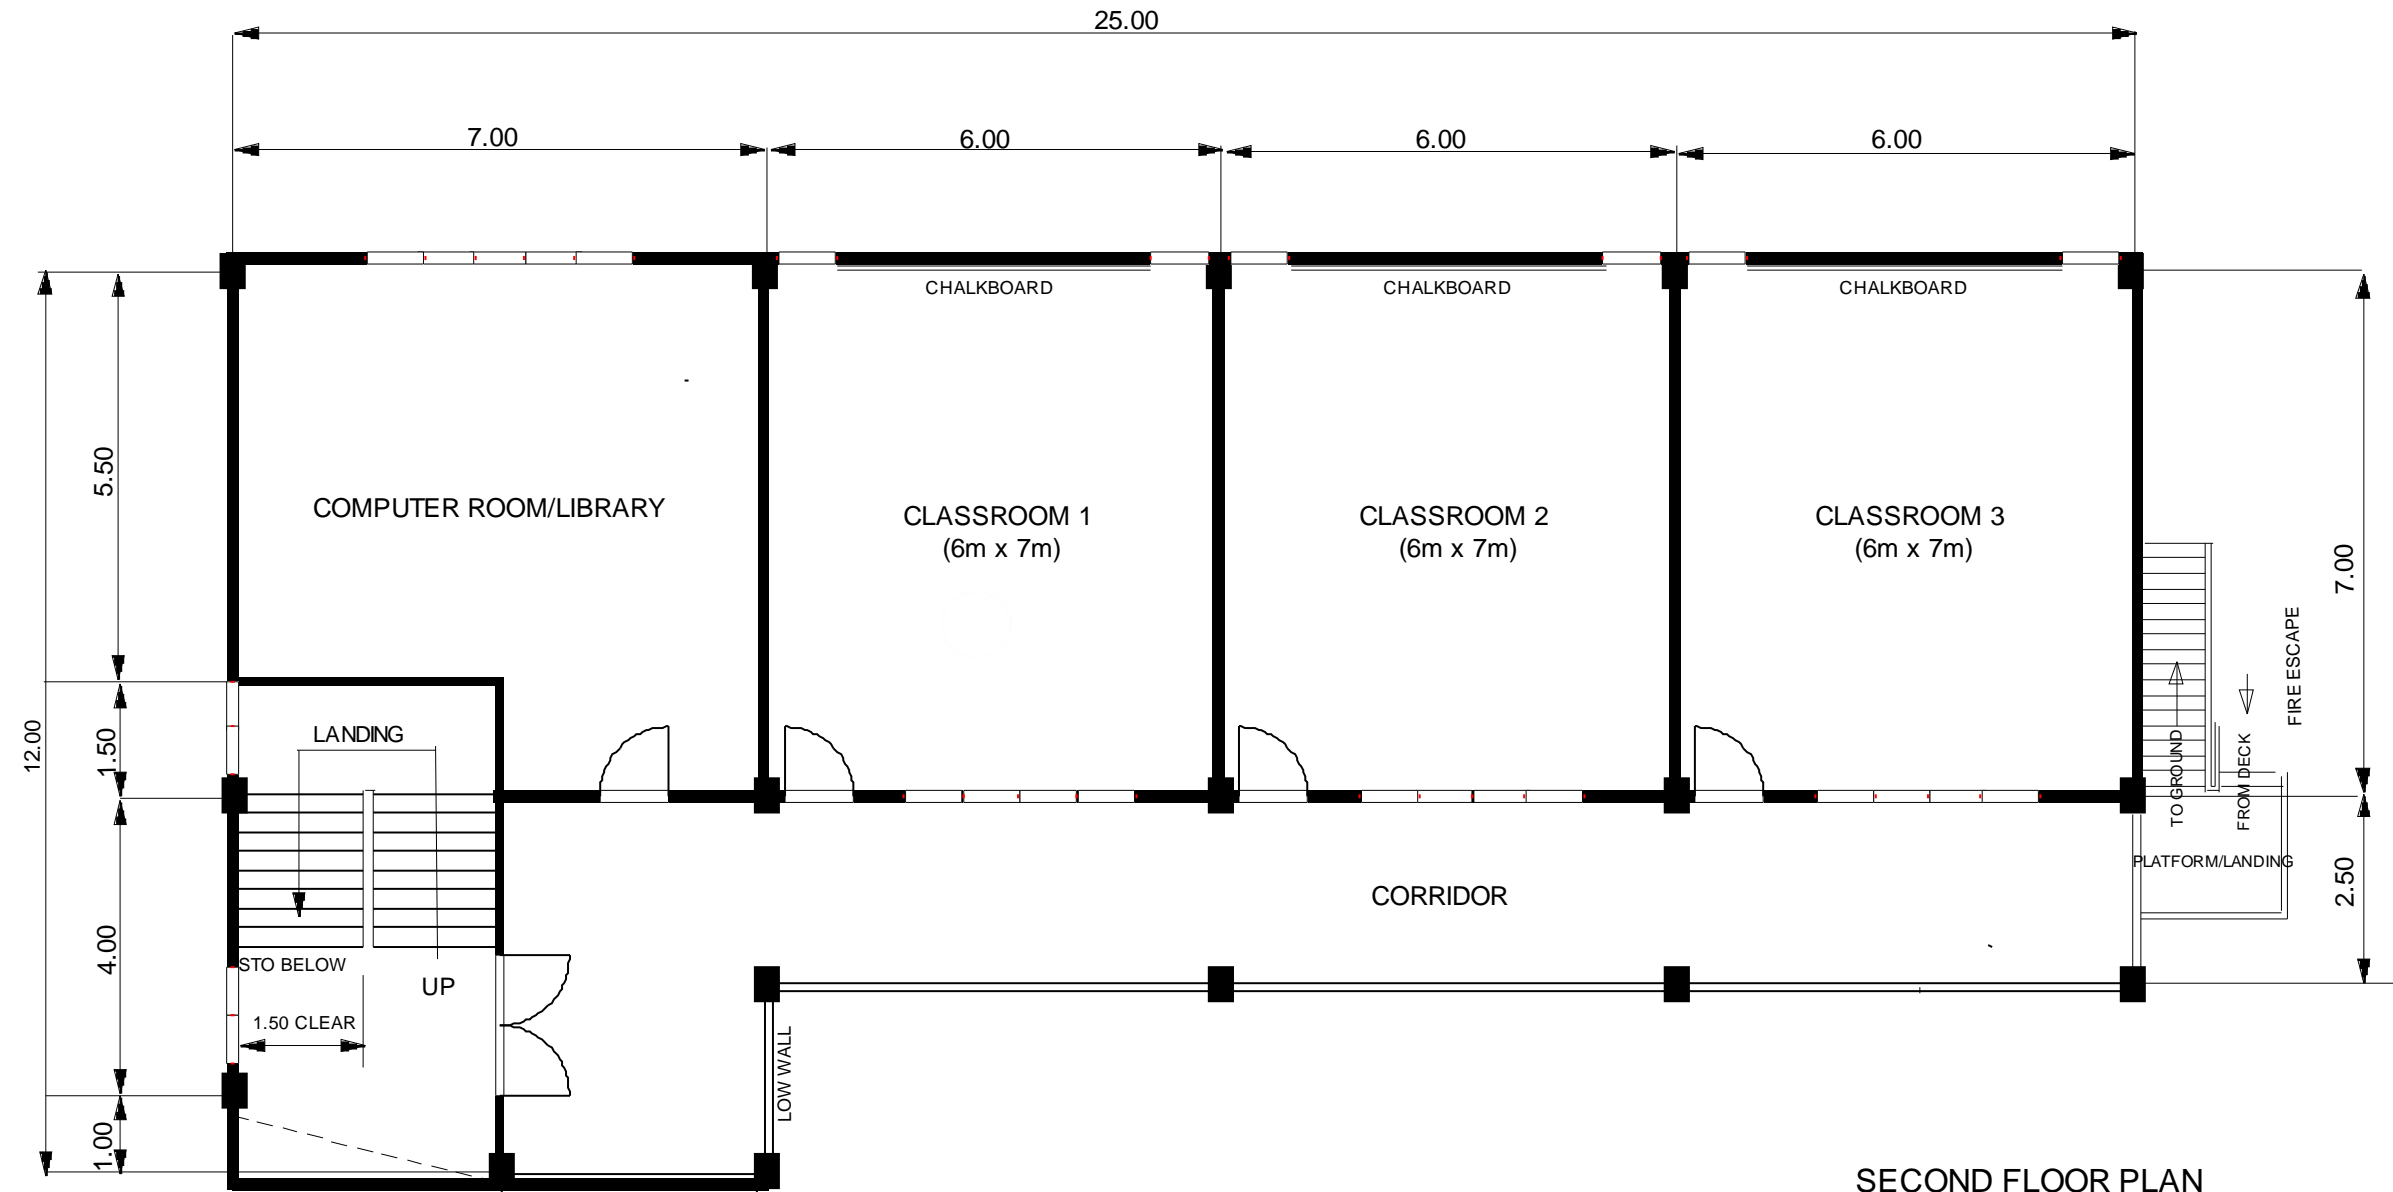 25.00
7.00
6.00
6.00
6.00
CHALKBOARD
CHALKBOARD
CHALKBOARD
5.50
COMPUTER ROOM/LIBRARY
CLASSROOM 1
(6m x 7m)
CLASSROOM 2
(6m x 7m)
CLASSROOM 3
(6m x 7m)
7.00
FIRE ESCAPE
TO GROUND
FROM DECK
12.00
1.50
LANDING
PLATFORM/LANDING
CORRIDOR
2.50
4.00
STO BELOW
UP
1.50 CLEAR
LOW WALL
1.00
SECOND FLOOR PLAN